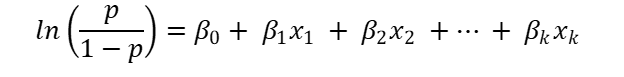 ln(p/(1 − p)) = β₀ + β₁x₁ + β₂x₂ + ⋯ + βₖxₖ